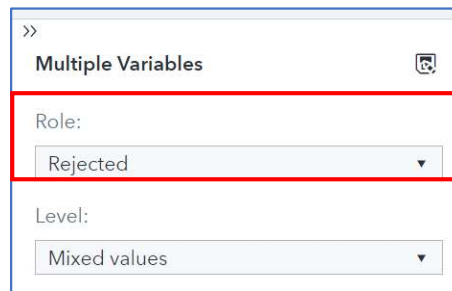 »
Multiple Variables
Role:
Rejected
Level:
Mixed values